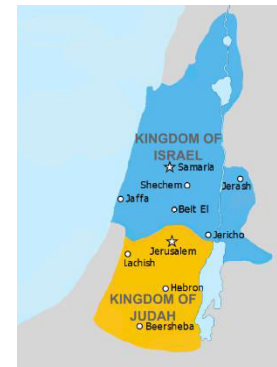 KINGDOM OF
ISRAEL
Samaria
Shechem
Jerash
Jaffa
Beit El
Jericho
Jerusalem
Lachish
Hebron
KINGDOM OF
JUDAH
Beersheba